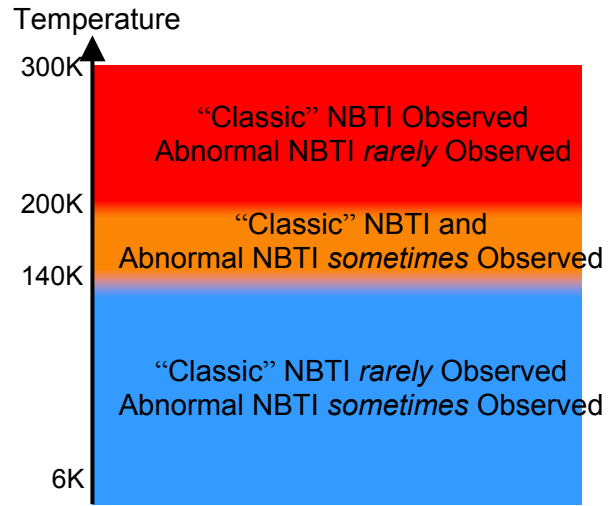 Temperature
300K
“Classic” NBTI Observed
Abnormal NBTI rarely Observed
200K
“Classic” NBTI and
Abnormal NBTI sometimes Observed
140K
“Classic” NBTI rarely Observed
Abnormal NBTI sometimes Observed
6K